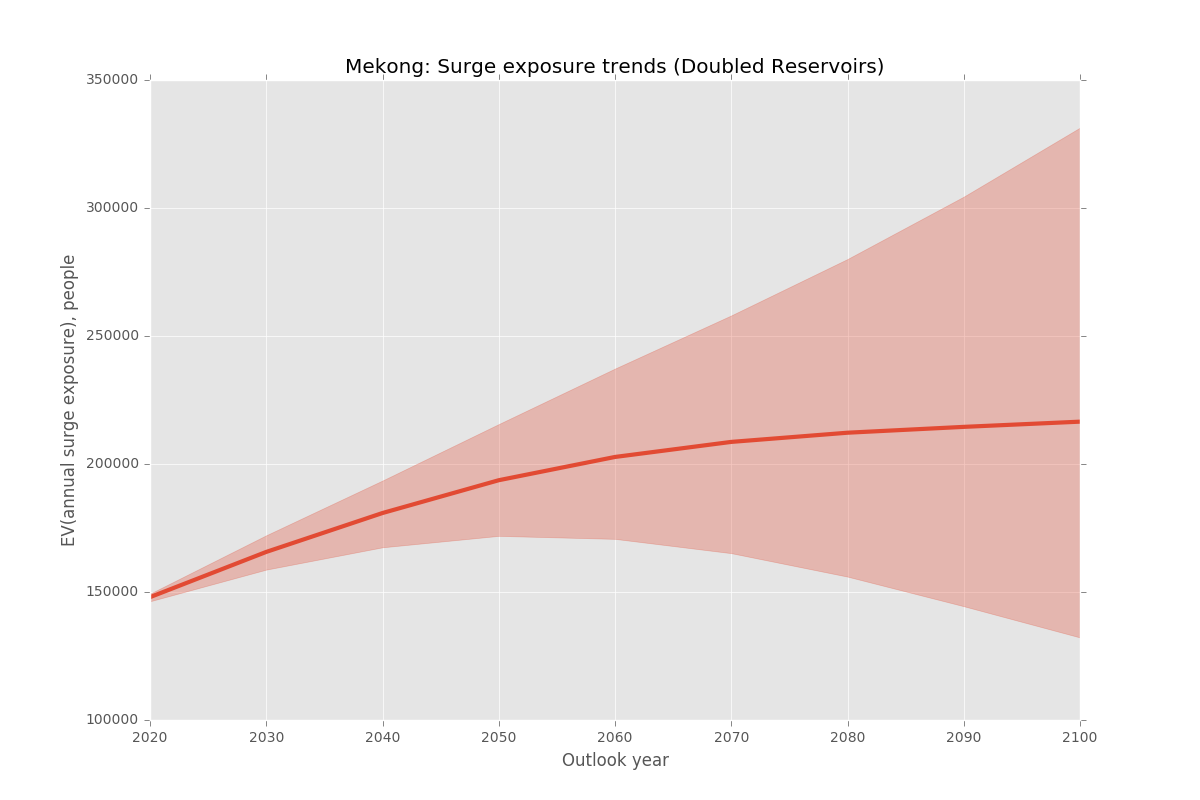 Mekong: Surge exposure trends (Doubled Reservoirs)
EV(annual surge exposure), people
350000
300000
250000
200000
150000
100000
2020 2030 2040 2050 2060 2070 2080 2090 2100
Outlook year